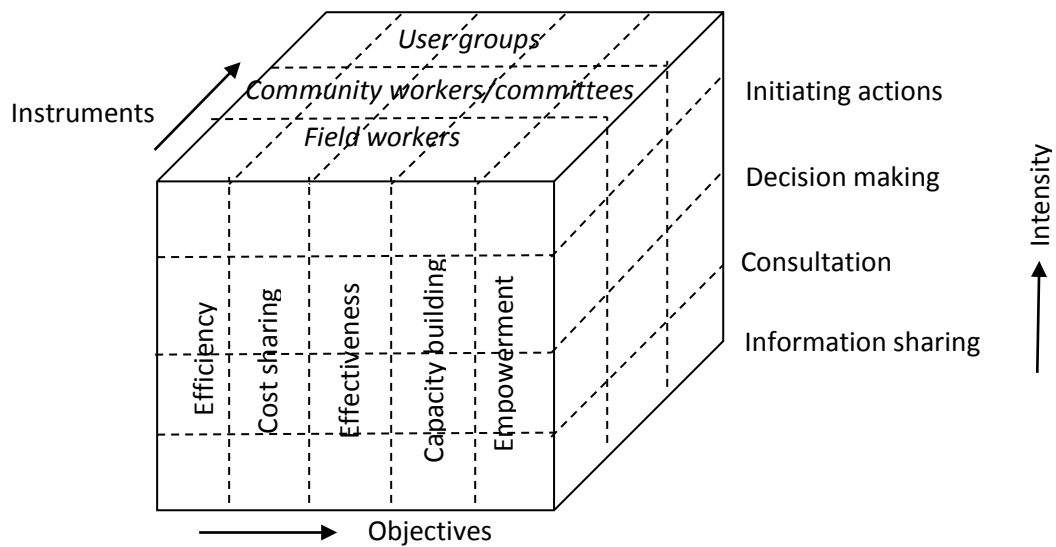 User groups
Community workers/committees
Field workers
Instruments
Initiating actions
Decision making
Consultation
Information sharing
Intensity
Efficiency
Cost sharing
Effectiveness
Capacity building
Empowerment
Objectives